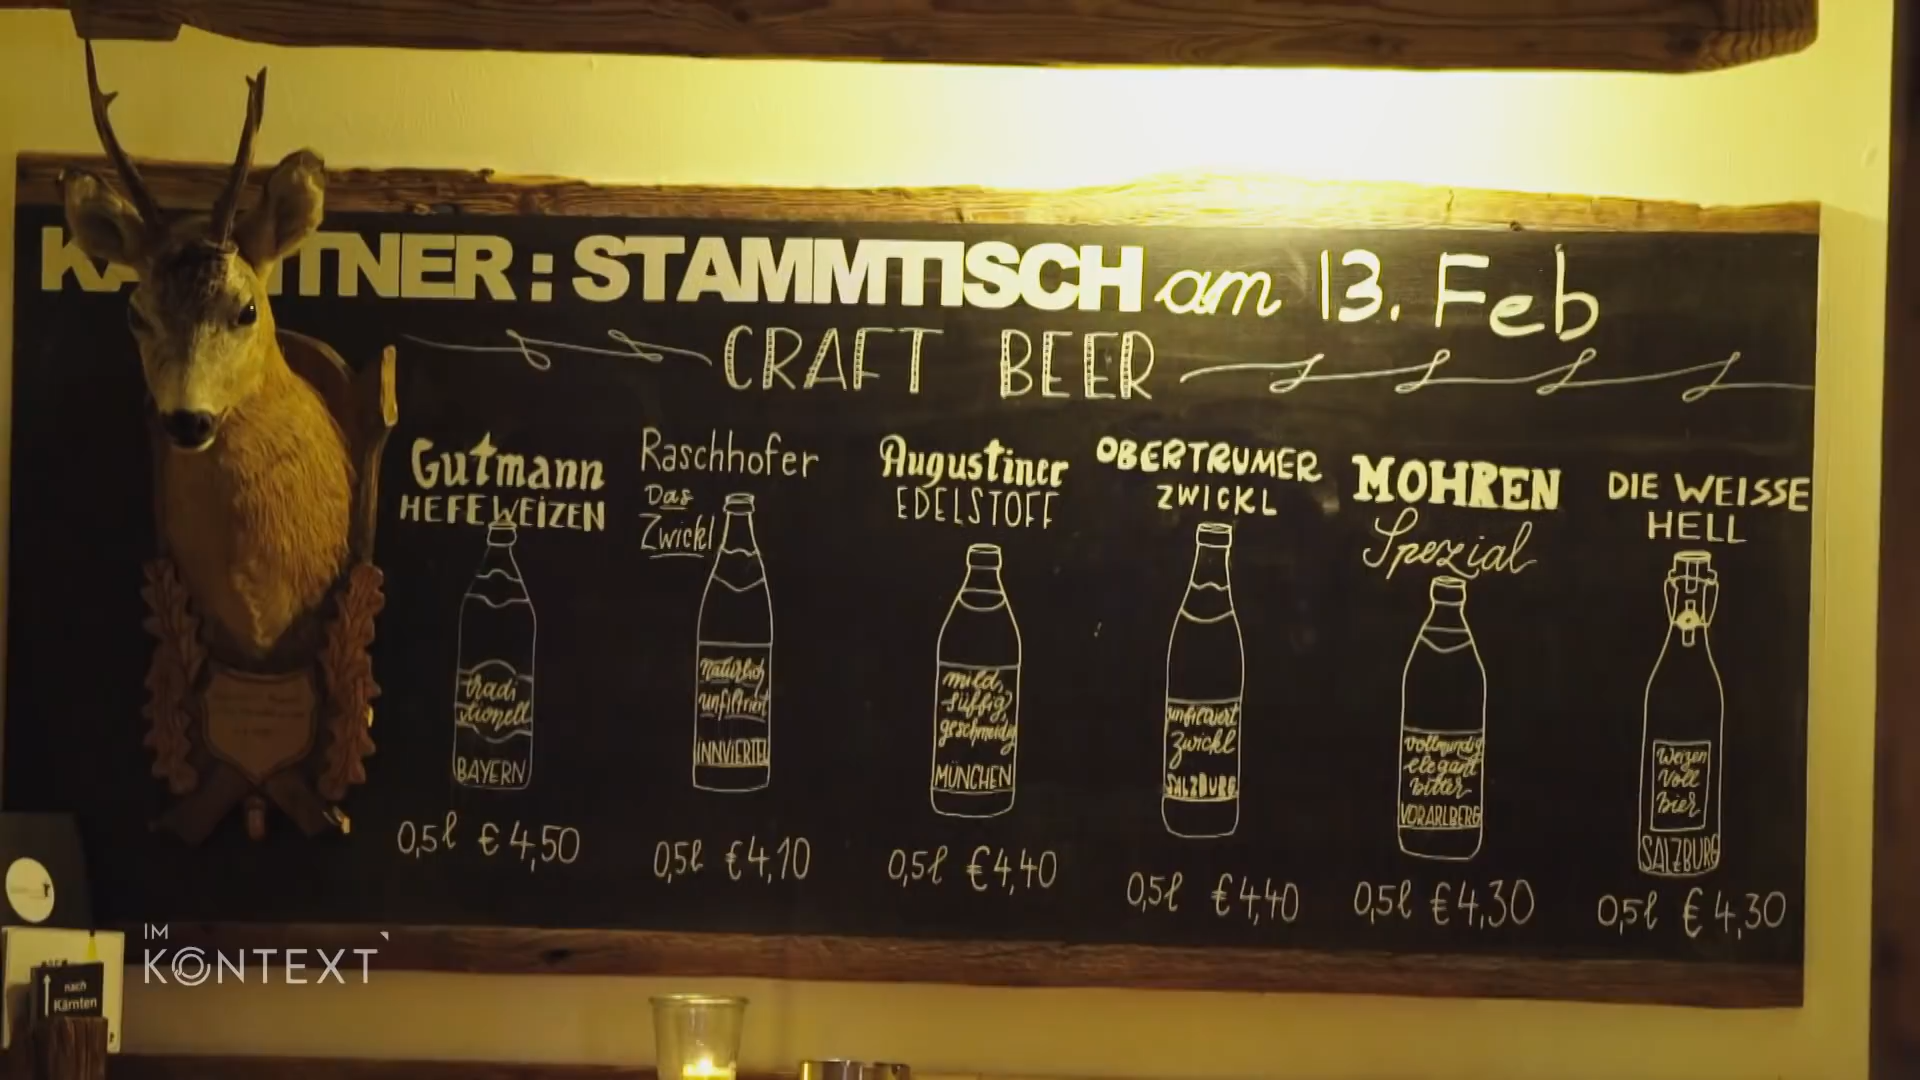 KÄRNTNER : STAMMTISCH am 13. Feb
CRAFT BEER
Gutmann
HEFEWEIZEN
tradi
tionell
BAYERN
0,5l € 4,50
Raschhofer
Das
Zwickl
Natürlich
unfiltriert
INNVIERTEL
0,5l € 4,10
Augustiner
EDELSTOFF
mild,
süffig,
geschmeidig
MÜNCHEN
0,5l € 4,40
OBERTRUMER
ZWICKL
unfiltriert
Zwickl
SALZBURG
0,5l € 4,40
MOHREN
Spezial
vollmundig
elegant
bitter
VORARLBERG
0,5l € 4,30
DIE WEISSE
HELL
Weizen
Voll
bier
SALZBURG
0,5l € 4,30
IM
KONTEXT
nach
Kärnten